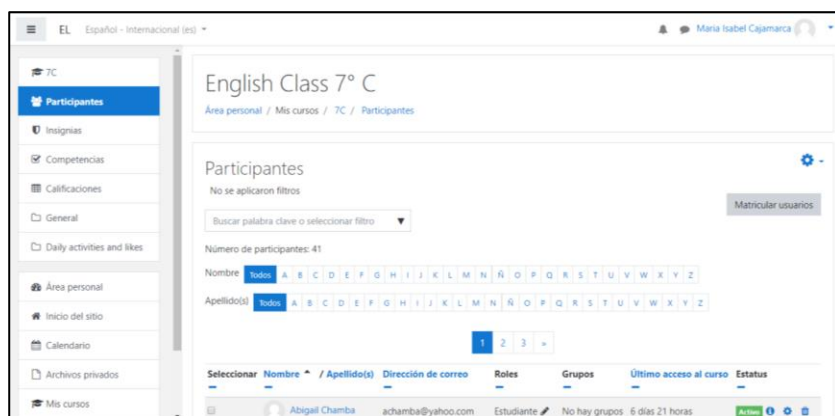 EL Español - Internacional (es) Maria Isabel Cajamarca
7C
Participantes
Insignias
Competencias
Calificaciones
General
Daily activities and likes
Área personal
Inicio del sitio
Calendario
Archivos privados
Mis cursos
English Class 7° C
Área personal / Mis cursos / 7C / Participantes
Participantes
No se aplicaron filtros
Matricular usuarios
Buscar palabra clave o seleccionar filtro
Número de participantes: 41
Nombre Todos A B C D E F G H I J K L M N Ñ O P Q R S T U V W X Y Z
Apellido(s) Todos A B C D E F G H I J K L M N Ñ O P Q R S T U V W X Y Z
1 2 3 »
Seleccionar Nombre / Apellido(s) Dirección de correo Roles Grupos Último acceso al curso Estatus
Abigail Chamba achamba@yahoo.com Estudiante No hay grupos 6 días 21 horas Activo